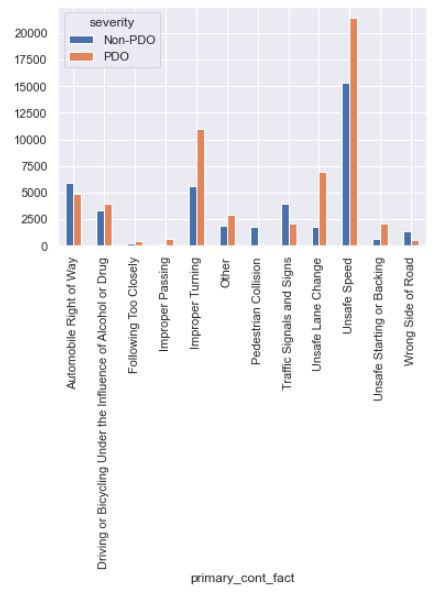 severity
Non-PDO
PDO
20000
17500
15000
12500
10000
7500
5000
2500
0
Automobile Right of Way
Driving or Bicycling Under the Influence of Alcohol or Drug
Following Too Closely
Improper Passing
Improper Turning
Other
Pedestrian Collision
Traffic Signals and Signs
Unsafe Lane Change
Unsafe Speed
Unsafe Starting or Backing
Wrong Side of Road
primary_cont_fact